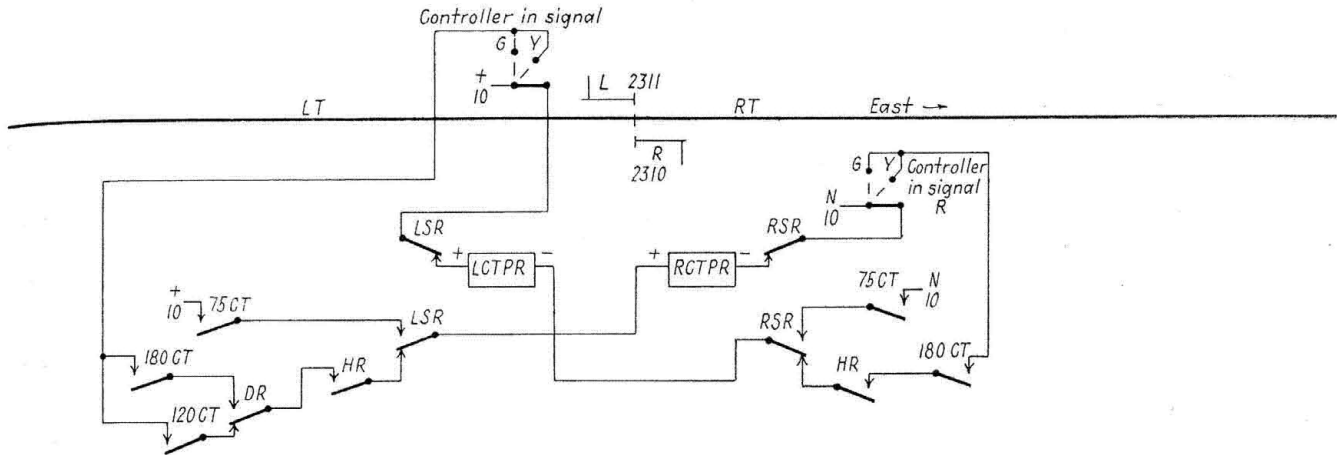 Controller in signal
G Y
+
10
L 2311
LT
RT
East
R
2310
G Y
Controller
in signal
R
N
10
LSR
RSR
+ LCTPR -
+ RCTPR -
+
10
75 CT
LSR
75 CT
N
10
RSR
180 CT
HR
HR
180 CT
DR
120 CT